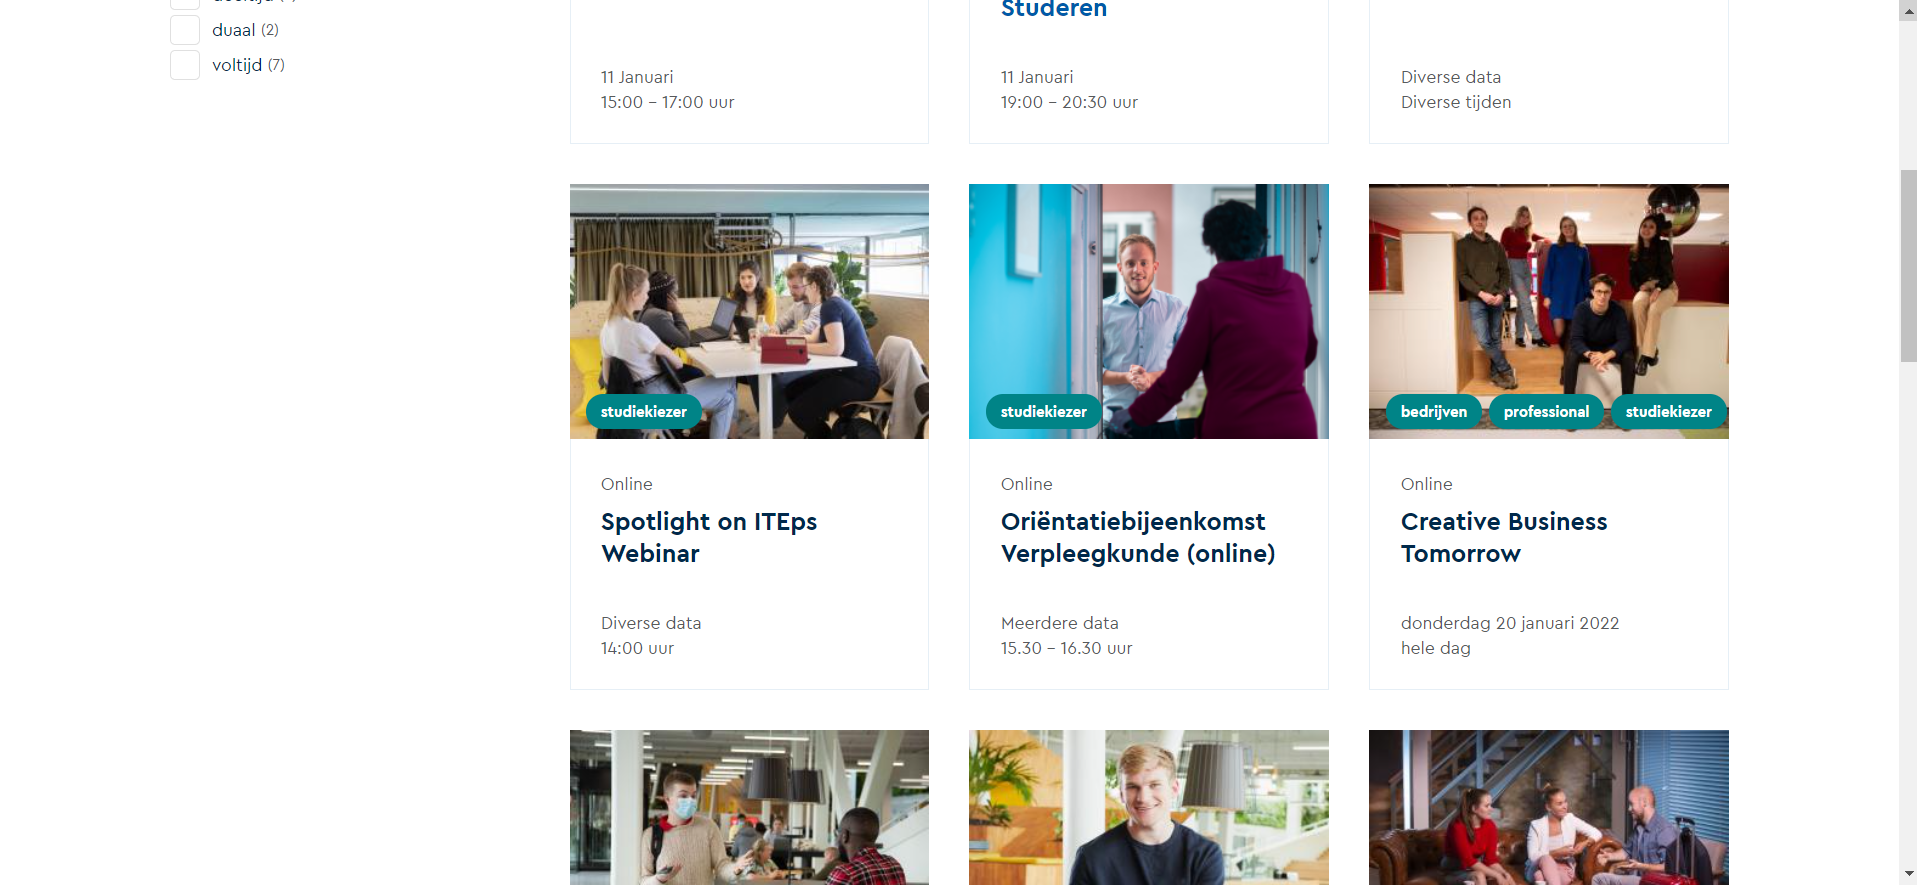 duaal (2)
voltijd (7)
11 Januari
15:00 – 17:00 uur
Studeren
11 Januari
19:00 – 20:30 uur
Diverse data
Diverse tijden
studiekiezer
Online
Spotlight on ITEps
Webinar
Diverse data
14:00 uur
studiekiezer
Online
Oriëntatiebijeenkomst
Verpleegkunde (online)
Meerdere data
15.30 – 16.30 uur
bedrijven professional studiekiezer
Online
Creative Business
Tomorrow
donderdag 20 januari 2022
hele dag